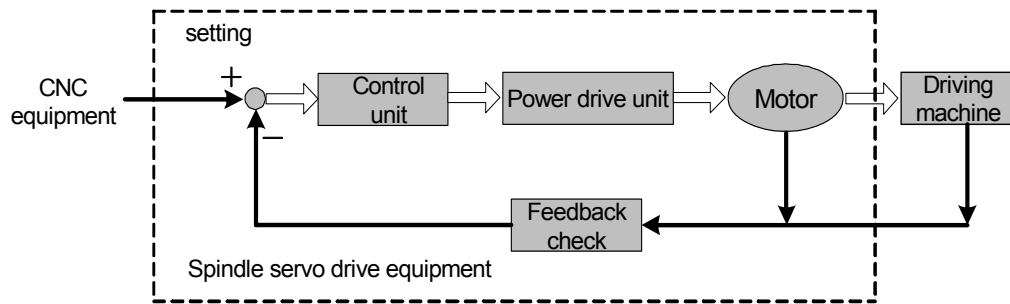 setting
CNC
equipment
+
Control
unit
Power drive unit
Motor
Driving
machine
−
Feedback
check
Spindle servo drive equipment